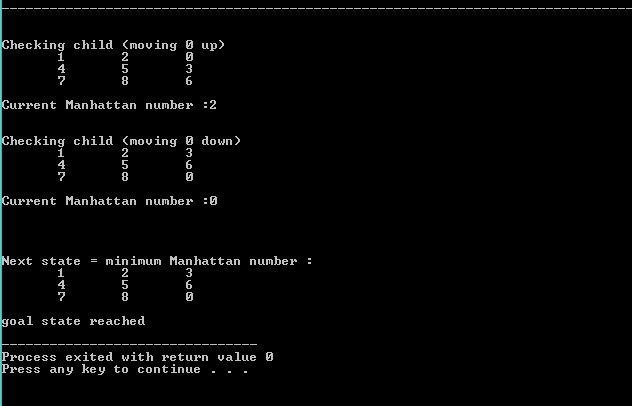 Checking child (moving 0 up)
1 2 0
4 5 3
7 8 6
Current Manhattan number :2
Checking child (moving 0 down)
1 2 3
4 5 6
7 8 0
Current Manhattan number :0
Next state = minimum Manhattan number :
1 2 3
4 5 6
7 8 0
goal state reached
--------------------------------
Process exited with return value 0
Press any key to continue . . .